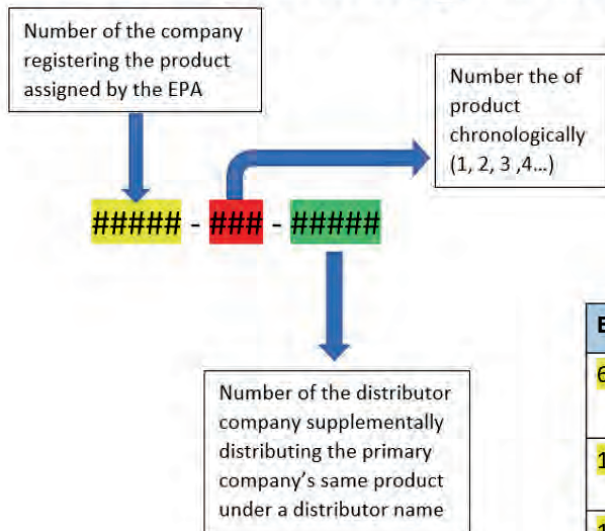 Number of the company
registering the product
assigned by the EPA
Number the of
product
chronologically
(1, 2, 3 ,4...)
##### - ### - #####
Number of the distributor
company supplementally
distributing the primary
company's same product
under a distributor name